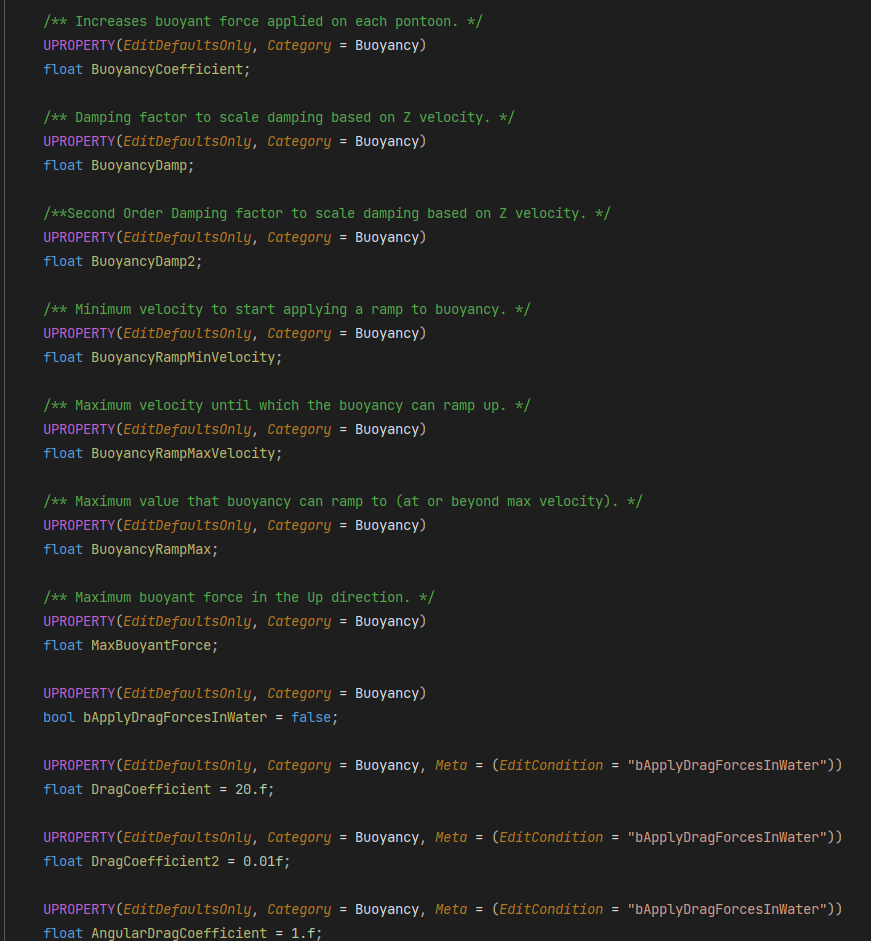 /** Increases buoyant force applied on each pontoon. */
UPROPERTY(EditDefaultsOnly, Category = Buoyancy)
float BuoyancyCoefficient;
/** Damping factor to scale damping based on Z velocity. */
UPROPERTY(EditDefaultsOnly, Category = Buoyancy)
float BuoyancyDamp;
/**Second Order Damping factor to scale damping based on Z velocity. */
UPROPERTY(EditDefaultsOnly, Category = Buoyancy)
float BuoyancyDamp2;
/** Minimum velocity to start applying a ramp to buoyancy. */
UPROPERTY(EditDefaultsOnly, Category = Buoyancy)
float BuoyancyRampMinVelocity;
/** Maximum velocity until which the buoyancy can ramp up. */
UPROPERTY(EditDefaultsOnly, Category = Buoyancy)
float BuoyancyRampMaxVelocity;
/** Maximum value that buoyancy can ramp to (at or beyond max velocity). */
UPROPERTY(EditDefaultsOnly, Category = Buoyancy)
float BuoyancyRampMax;
/** Maximum buoyant force in the Up direction. */
UPROPERTY(EditDefaultsOnly, Category = Buoyancy)
float MaxBuoyantForce;
UPROPERTY(EditDefaultsOnly, Category = Buoyancy)
bool bApplyDragForcesInWater = false;
UPROPERTY(EditDefaultsOnly, Category = Buoyancy, Meta = (EditCondition = "bApplyDragForcesInWater"))
float DragCoefficient = 20.f;
UPROPERTY(EditDefaultsOnly, Category = Buoyancy, Meta = (EditCondition = "bApplyDragForcesInWater"))
float DragCoefficient2 = 0.01f;
UPROPERTY(EditDefaultsOnly, Category = Buoyancy, Meta = (EditCondition = "bApplyDragForcesInWater"))
float AngularDragCoefficient = 1.f;